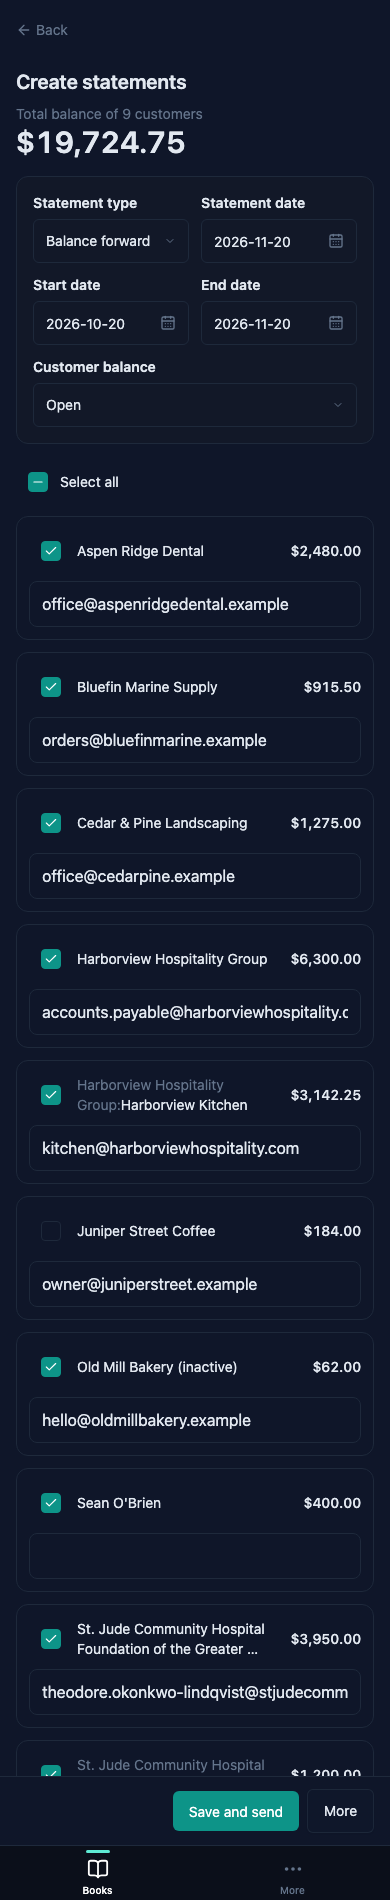 Back
Create statements
Total balance of 9 customers
$19,724.75
Statement type
Statement date
Balance forward
2026-11-20
Start date
End date
2026-10-20
2026-11-20
Customer balance
Open
Select all
Aspen Ridge Dental
$2,480.00
office@aspenridgedental.example
Bluefin Marine Supply
$915.50
orders@bluefinmarine.example
Cedar & Pine Landscaping
$1,275.00
office@cedarpine.example
Harborview Hospitality Group
$6,300.00
accounts.payable@harborviewhospitality.c
Harborview Hospitality
Group:Harborview Kitchen
$3,142.25
kitchen@harborviewhospitality.com
Juniper Street Coffee
$184.00
owner@juniperstreet.example
Old Mill Bakery (inactive)
$62.00
hello@oldmillbakery.example
Sean O'Brien
$400.00
St. Jude Community Hospital
Foundation of the Greater ...
$3,950.00
theodore.okonkwo-lindqvist@stjudecomm
St. Jude Community Hospital
$1,200.00
Save and send
More
Books
More